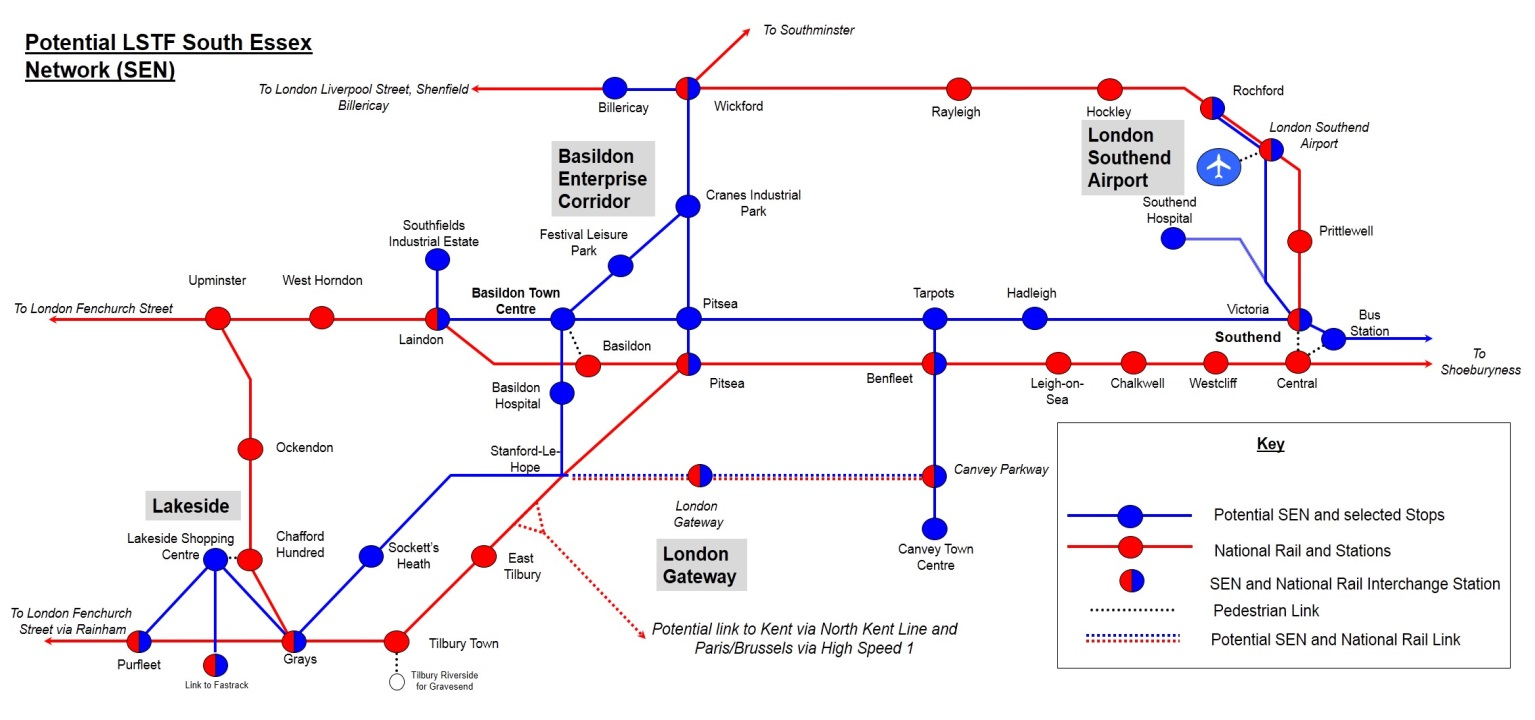 Potential LSTF South Essex
Network (SEN)
To Southminster
To London Liverpool Street, Shenfield
Billericay
Billericay
Wickford
Rayleigh
Hockley
Rochford
London Southend
Airport
London
Southend
Airport
Basildon
Enterprise
Corridor
Cranes Industrial
Park
Southend
Hospital
Southfields
Industrial Estate
Festival Leisure
Park
Prittlewell
Upminster
West Horndon
Basildon Town
Centre
Pitsea
Tarpots
Hadleigh
To London Fenchurch Street
Laindon
Victoria
Bus
Station
Southend
Basildon
To
Shoeburyness
Pitsea
Benfleet
Leigh-on-
Sea
Chalkwell
Westcliff
Central
Basildon
Hospital
Ockendon
Stanford-Le-
Hope
Canvey Parkway
London
Gateway
Lakeside
Lakeside Shopping
Centre
Chafford
Hundred
Sockett's
Heath
East
Tilbury
London
Gateway
Canvey Town
Centre
To London Fenchurch
Street via Rainham
Purfleet
Link to Fastrack
Grays
Tilbury Town
Tilbury Riverside
for Gravesend
Potential link to Kent via North Kent Line and
Paris/Brussels via High Speed 1
Key
Potential SEN and selected Stops
National Rail and Stations
SEN and National Rail Interchange Station
Pedestrian Link
Potential SEN and National Rail Link